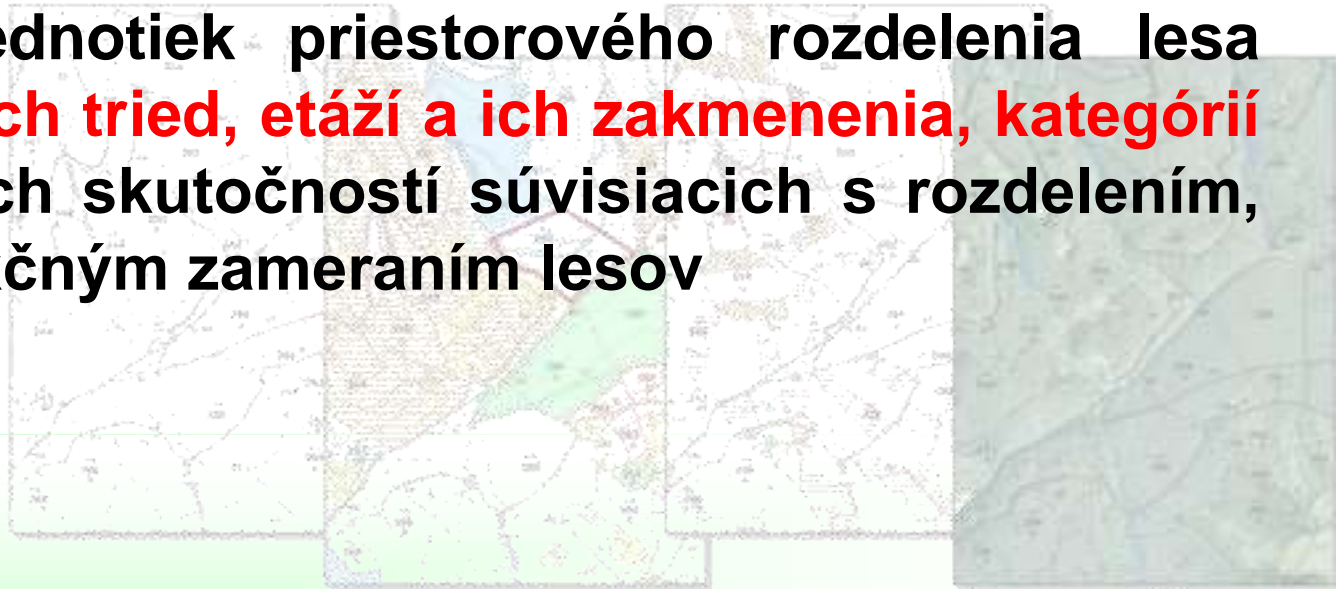 ednotiek priestorového rozdelenia lesa
ch tried, etáží a ich zakmenenia, kategórií
ch skutočností súvisiacich s rozdelením,
čným zameraním lesov